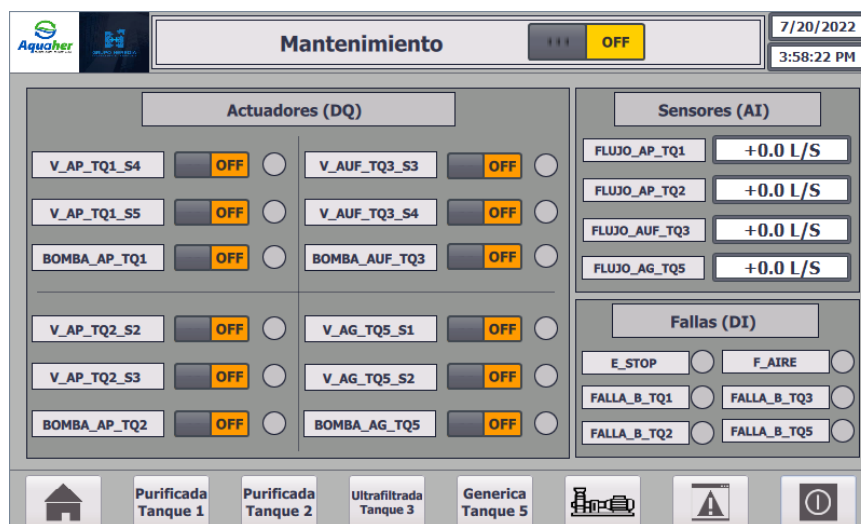 Aquaher
Mantenimiento
OFF
7/20/2022
3:58:22 PM
Actuadores (DQ)
V_AP_TQ1_S4 OFF
V_AUF_TQ3_S3 OFF
V_AP_TQ1_S5 OFF
V_AUF_TQ3_S4 OFF
BOMBA_AP_TQ1 OFF
BOMBA_AUF_TQ3 OFF
V_AP_TQ2_S2 OFF
V_AG_TQ5_S1 OFF
V_AP_TQ2_S3 OFF
V_AG_TQ5_S2 OFF
BOMBA_AP_TQ2 OFF
BOMBA_AG_TQ5 OFF
Sensores (AI)
FLUJO_AP_TQ1 +0.0 L/S
FLUJO_AP_TQ2 +0.0 L/S
FLUJO_AUF_TQ3 +0.0 L/S
FLUJO_AG_TQ5 +0.0 L/S
Fallas (DI)
E_STOP
F_AIRE
FALLA_B_TQ1
FALLA_B_TQ3
FALLA_B_TQ2
FALLA_B_TQ5
Purificada
Tanque 1
Purificada
Tanque 2
Ultrafiltrada
Tanque 3
Generica
Tanque 5